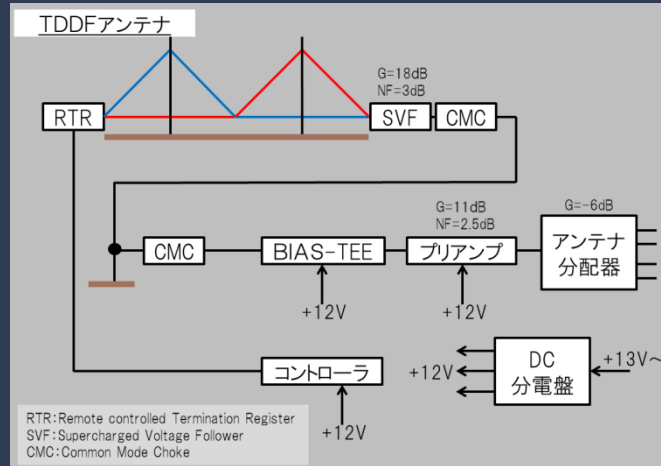 TDDFアンテナ
G=18dB
NF=3dB
RTR
SVF
CMC
G=11dB
NF=2.5dB
G=-6dB
CMC
BIAS-TEE
プリアンプ
アンテナ
分配器
+12V
+12V
コントローラ
+12V
DC
分電盤
+13V～
+12V
RTR:Remote controlled Termination Register
SVF:Supercharged Voltage Follower
CMC:Common Mode Choke